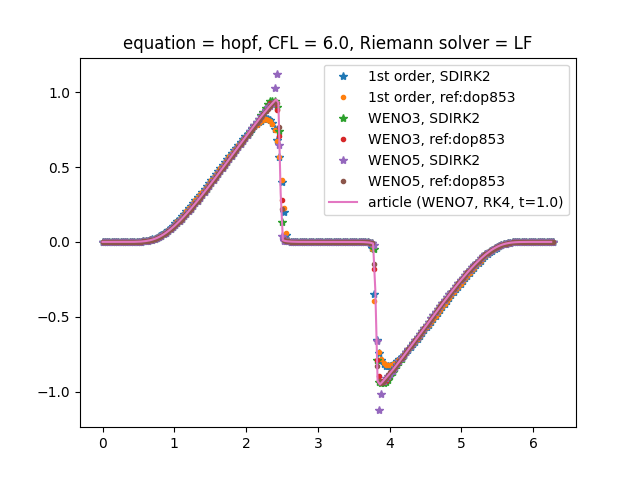 equation = hopf, CFL = 6.0, Riemann solver = LF
1st order, SDIRK2
1st order, ref:dop853
WENO3, SDIRK2
WENO3, ref:dop853
WENO5, SDIRK2
WENO5, ref:dop853
article (WENO7, RK4, t=1.0)
1.0
0.5
0.0
−0.5
−1.0
0 1 2 3 4 5 6